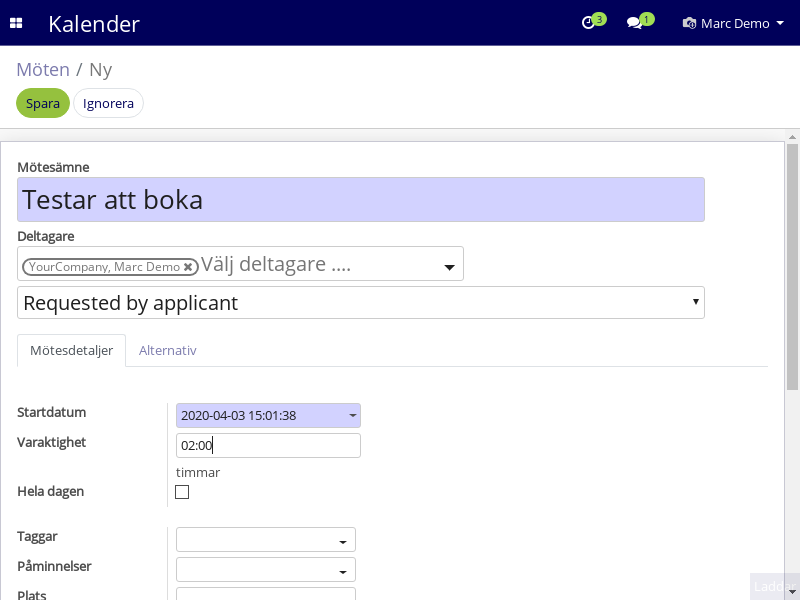 Kalender
3
1
Marc Demo
Möten / Ny
Spara
Ignorera
Mötesämne
Testar att boka
Deltagare
YourCompany, Marc Demo
Välj deltagare ....
Requested by applicant
Mötesdetaljer
Alternativ
Startdatum
2020-04-03 15:01:38
Varaktighet
02:00
timmar
Hela dagen
Taggar
Påminnelser
Plats